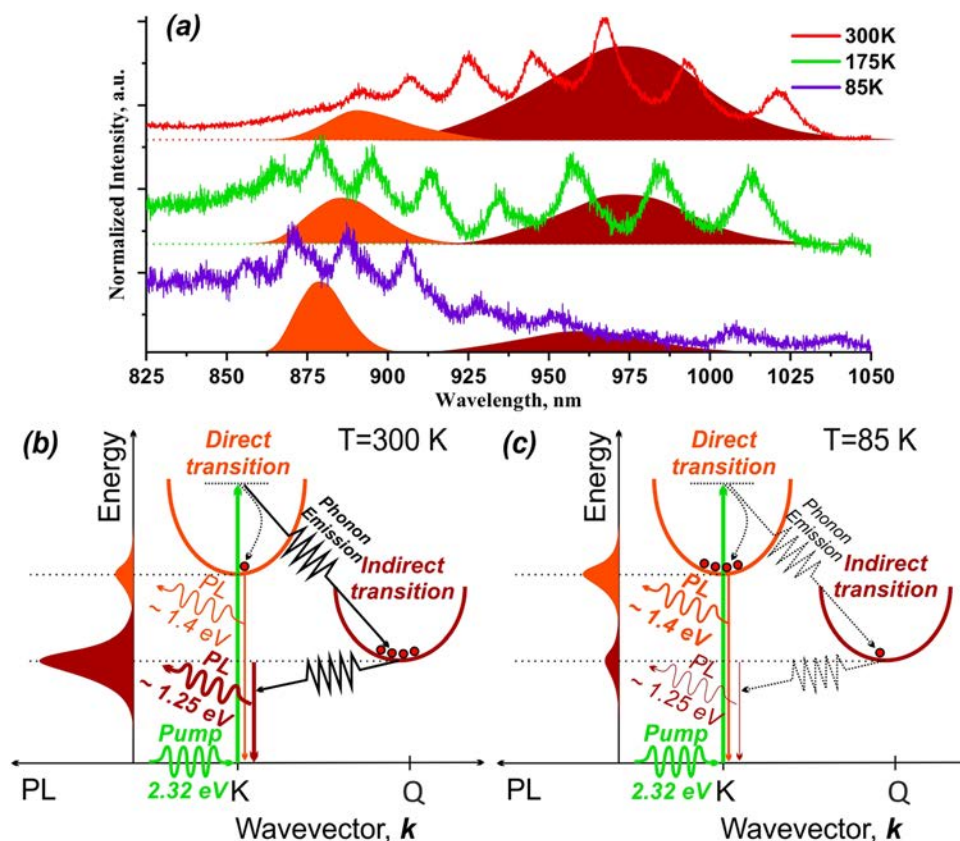 (a)
300K
175K
85K
Normalized Intensity, a.u.
825 850 875 900 925 950 975 1000 1025 1050
Wavelength, nm
(b)
T=300 K
Energy
Direct
transition
Phonon
Emission
Indirect
transition
PL
~ 1.4 eV
PL
~ 1.25 eV
Pump
2.32 eV
PL
K
Q
Wavevector, k
(c)
T=85 K
Energy
Direct
transition
Phonon
Emission
Indirect
transition
PL
~ 1.4 eV
PL
~ 1.25 eV
Pump
2.32 eV
PL
K
Q
Wavevector, k